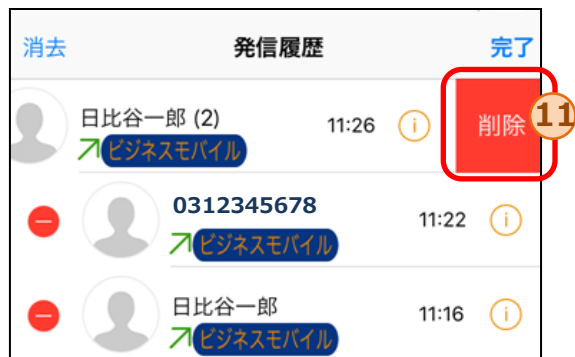 消去 発信履歴 完了
日比谷一郎 (2) 11:26 i 削除 11
ビジネスモバイル
0312345678 11:22 i
ビジネスモバイル
日比谷一郎 11:16 i
ビジネスモバイル